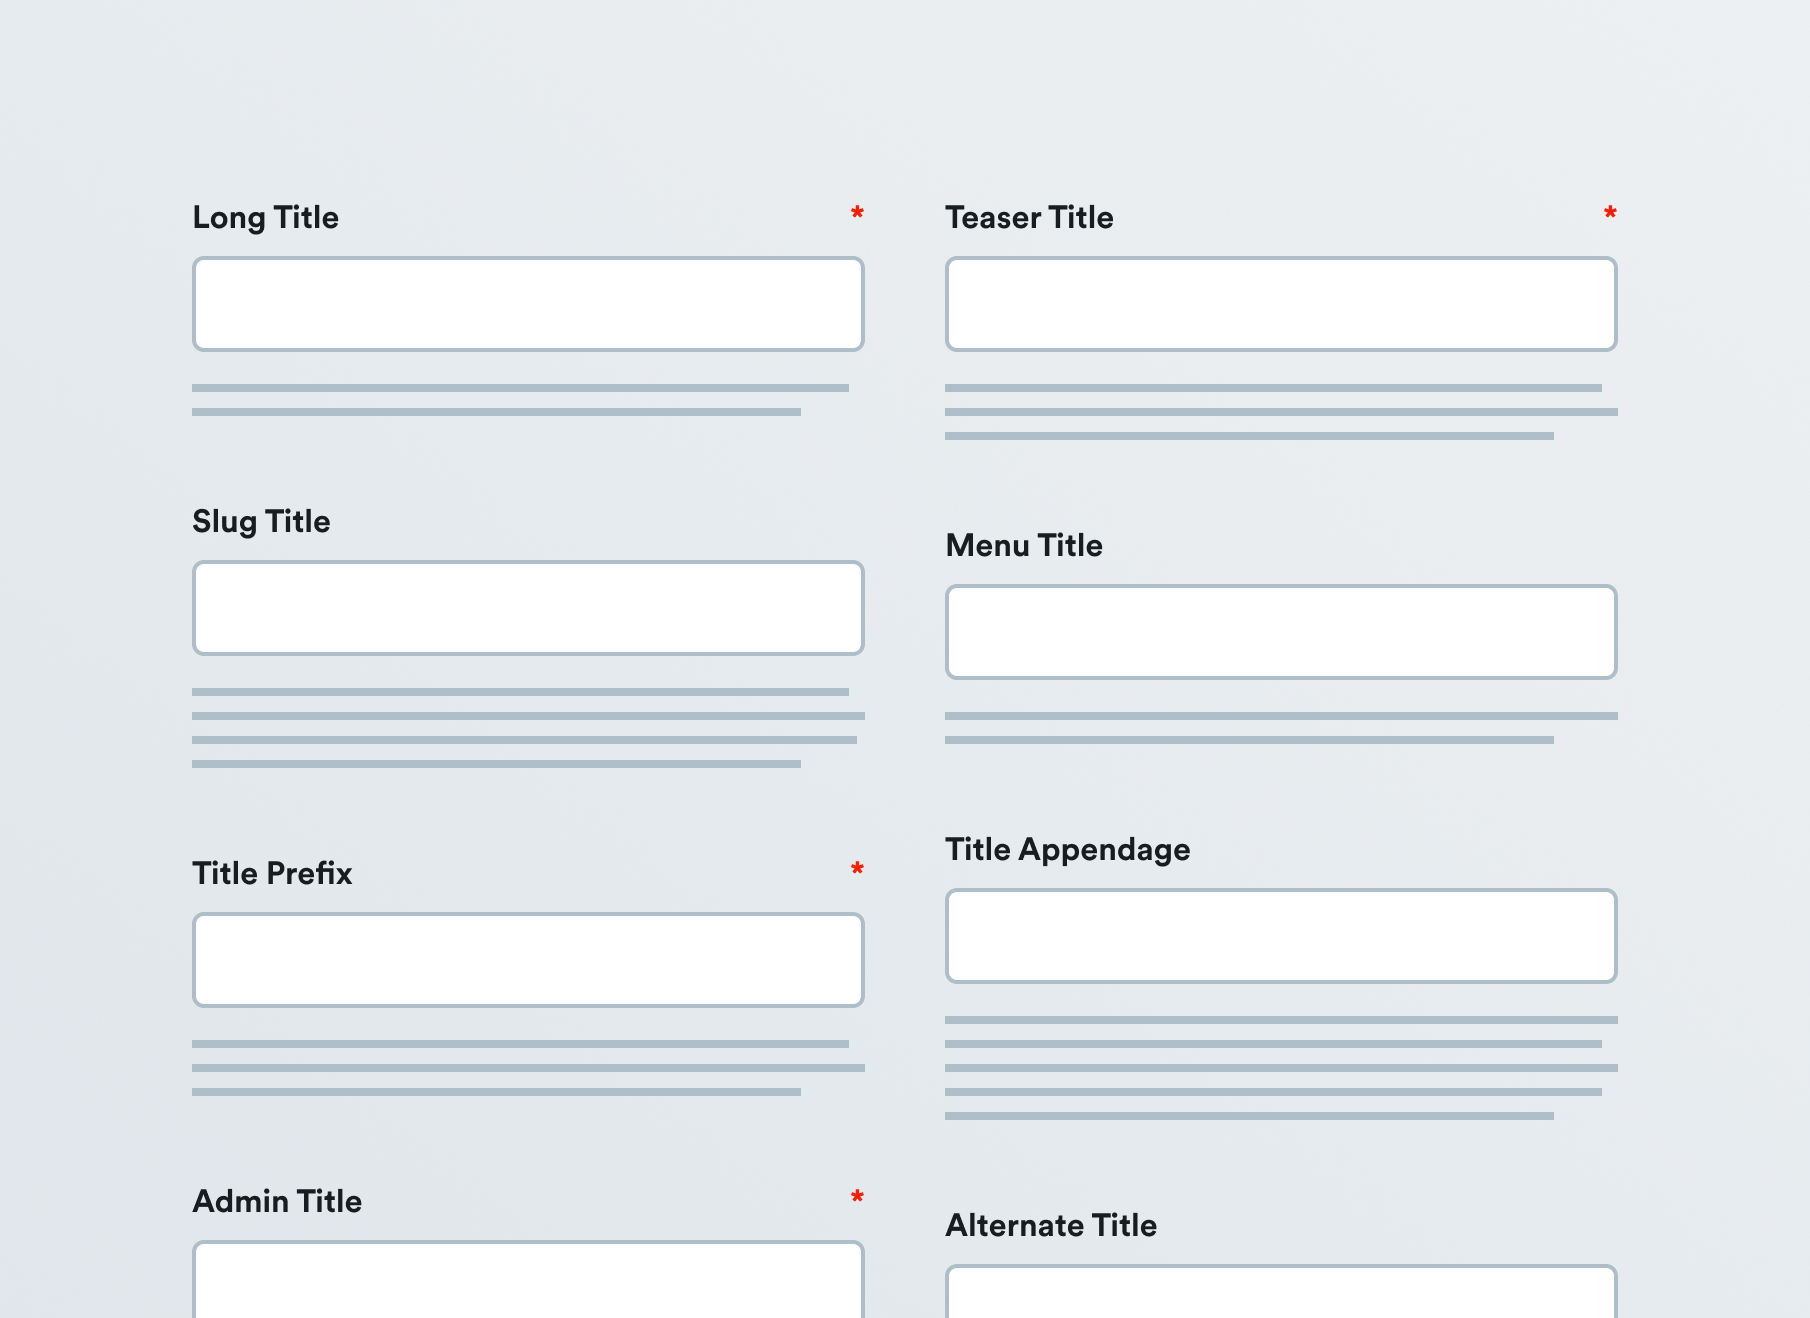 Long Title *
Teaser Title *
Slug Title
Menu Title
Title Prefix *
Title Appendage
Admin Title *
Alternate Title